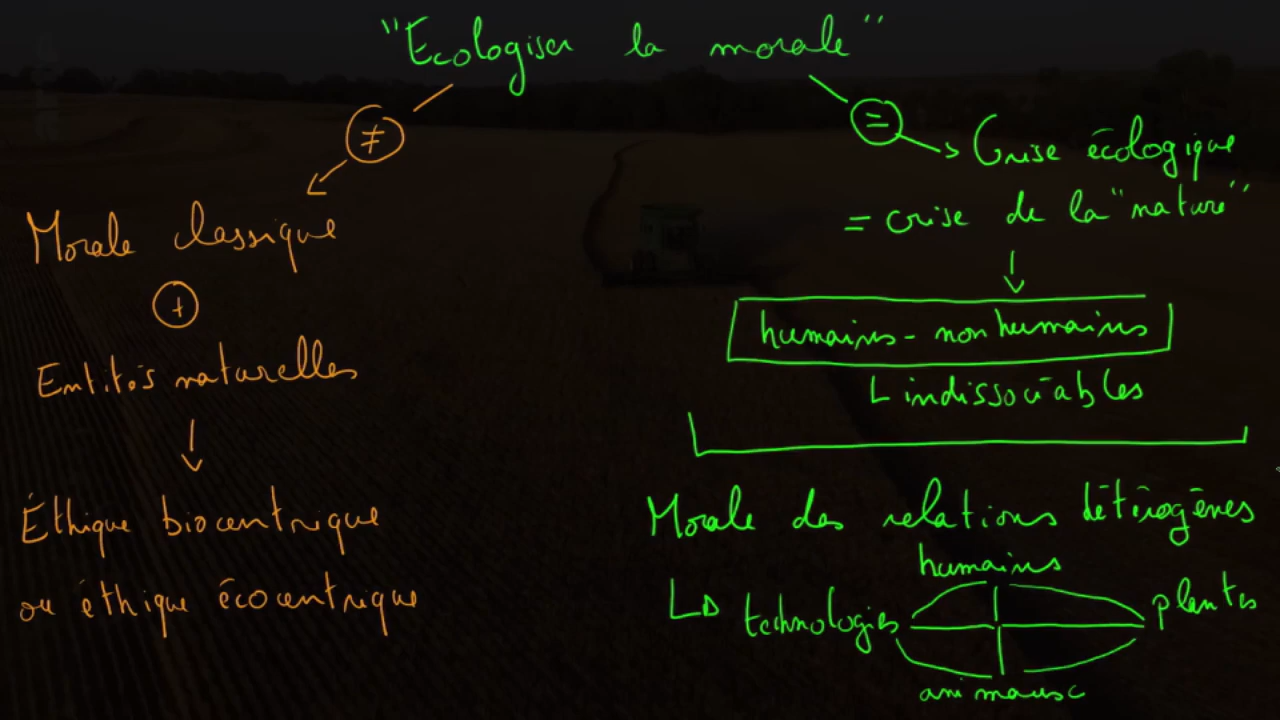 "Ecologiser la morale"
≠
=
Crise écologique
= crise de la "nature"
Morale classique
+
Entités naturelles
Éthique biocentrique
ou éthique écocentrique
humains - non humains
indissociables
Morale des relations hétérogènes
humains
technologies
plantes
animaux